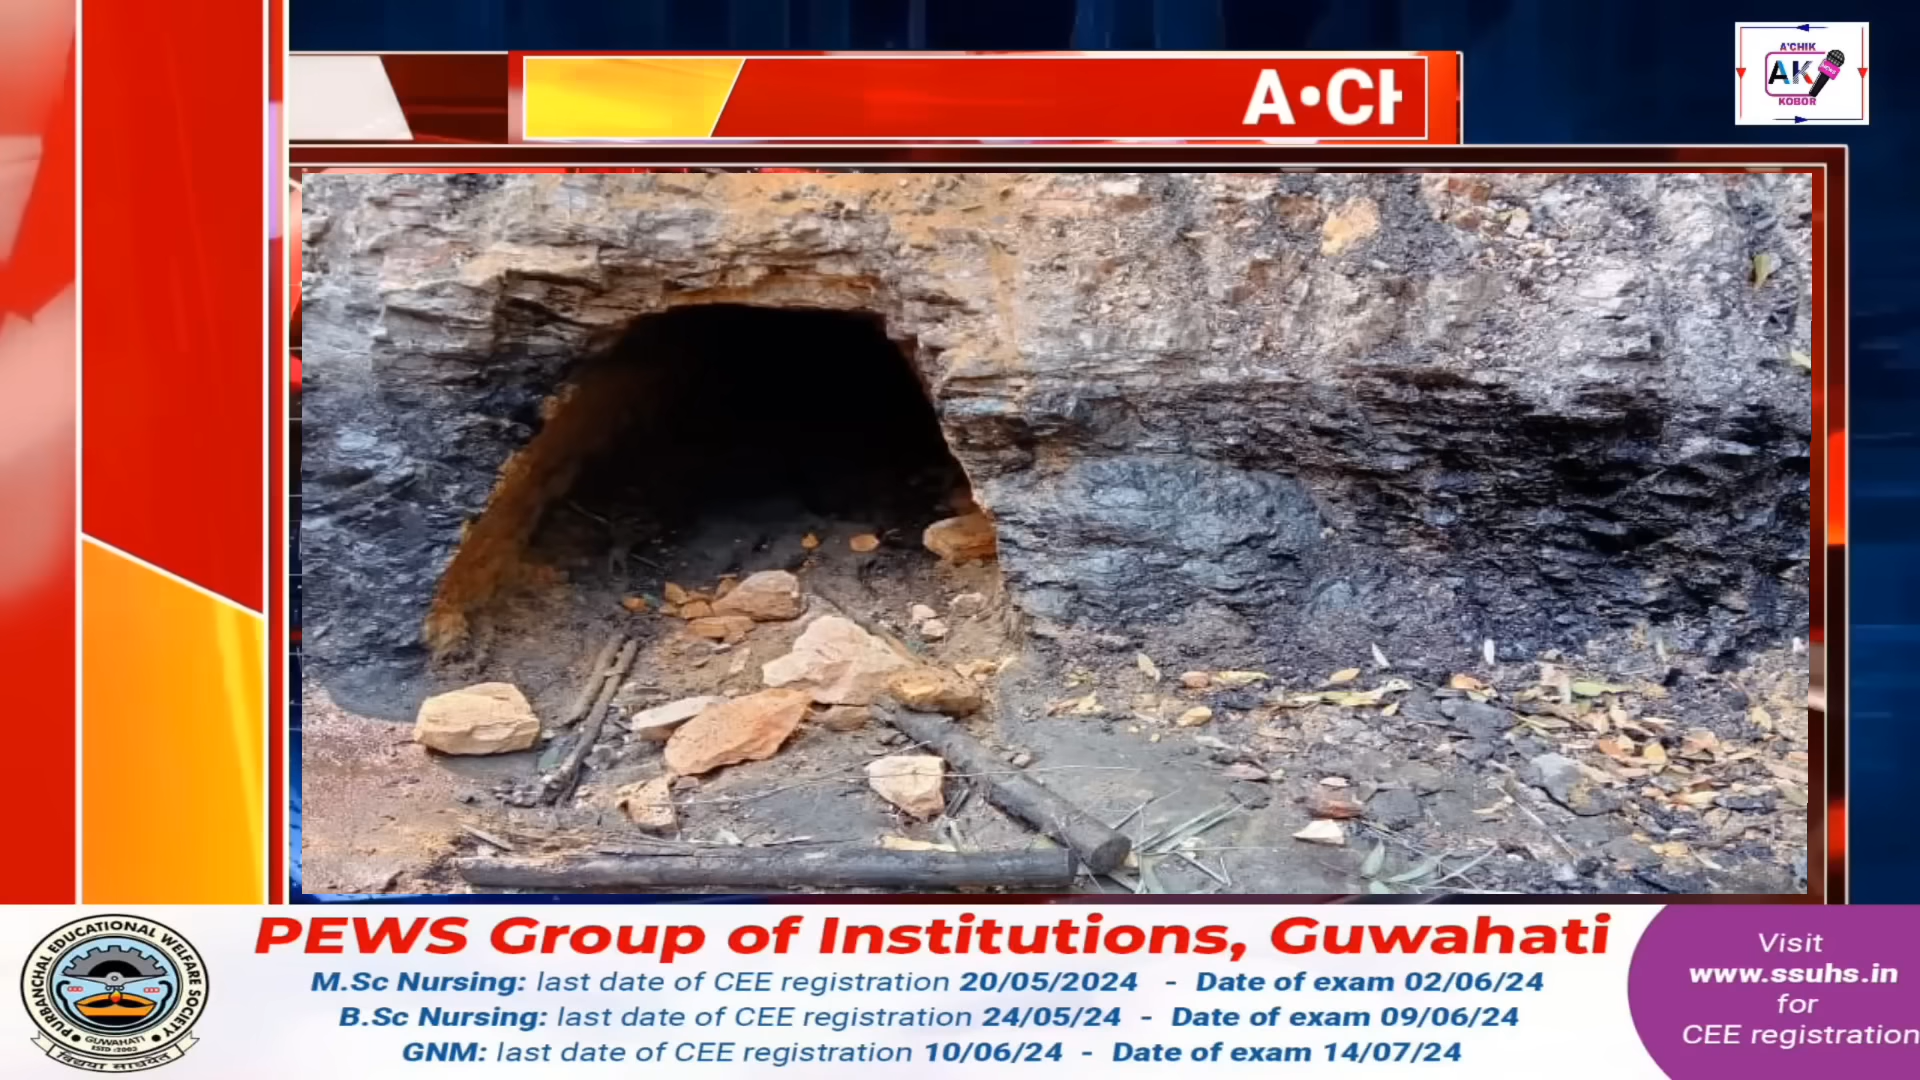 A•CH
A'CHIK
AK
KOBOR
PEWS Group of Institutions, Guwahati
M.Sc Nursing: last date of CEE registration 20/05/2024 - Date of exam 02/06/24
B.Sc Nursing: last date of CEE registration 24/05/24 - Date of exam 09/06/24
GNM: last date of CEE registration 10/06/24 - Date of exam 14/07/24
Visit
www.ssuhs.in
for
CEE registration
PURBANCHAL EDUCATIONAL WELFARE SOCIETY
GUWAHATI
ESTD :2003